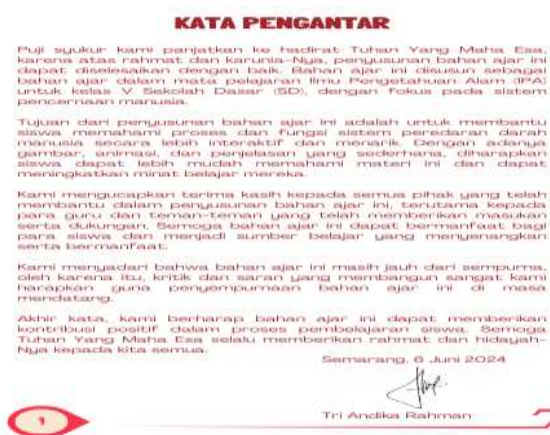 KATA PENGANTAR
Puji syukur kami panjatkan ke hadirat Tuhan Yang Maha Esa,
karena atas rahmat dan karunia-Nya, penyusunan bahan ajar ini
dapat diselesaikan dengan baik. Bahan ajar ini disusun sebagai
bahan ajar dalam mata pelajaran Ilmu Pengetahuan Alam (IPA)
untuk kelas V Sekolah Dasar (SD), dengan fokus pada sistem
pencernaan manusia.
Tujuan dari penyusunan bahan ajar ini adalah untuk membantu
siswa memahami proses dan fungsi sistem peredaran darah
manusia secara lebih interaktif dan menarik. Dengan adanya
gambar, animasi, dan penjelasan yang sederhana, diharapkan
siswa dapat lebih mudah memahami materi ini dan dapat
meningkatkan minat belajar mereka.
Kami mengucapkan terima kasih kepada semua pihak yang telah
membantu dalam penyusunan bahan ajar ini, terutama kepada
para guru dan teman-teman yang telah memberikan masukan
serta dukungan. Semoga bahan ajar ini dapat bermanfaat bagi
para siswa dan menjadi sumber belajar yang menyenangkan
serta bermanfaat.
Kami menyadari bahwa bahan ajar ini masih jauh dari sempurna,
oleh karena itu, kritik dan saran yang membangun sangat kami
harapkan guna penyempurnaan bahan ajar ini di masa
mendatang.
Akhir kata, kami berharap bahan ajar ini dapat memberikan
kontribusi positif dalam proses pembelajaran siswa. Semoga
Tuhan Yang Maha Esa selalu memberikan rahmat dan hidayah-
Nya kepada kita semua.
Semarang, 6 Juni 2024
Tri Andika Rahman
1